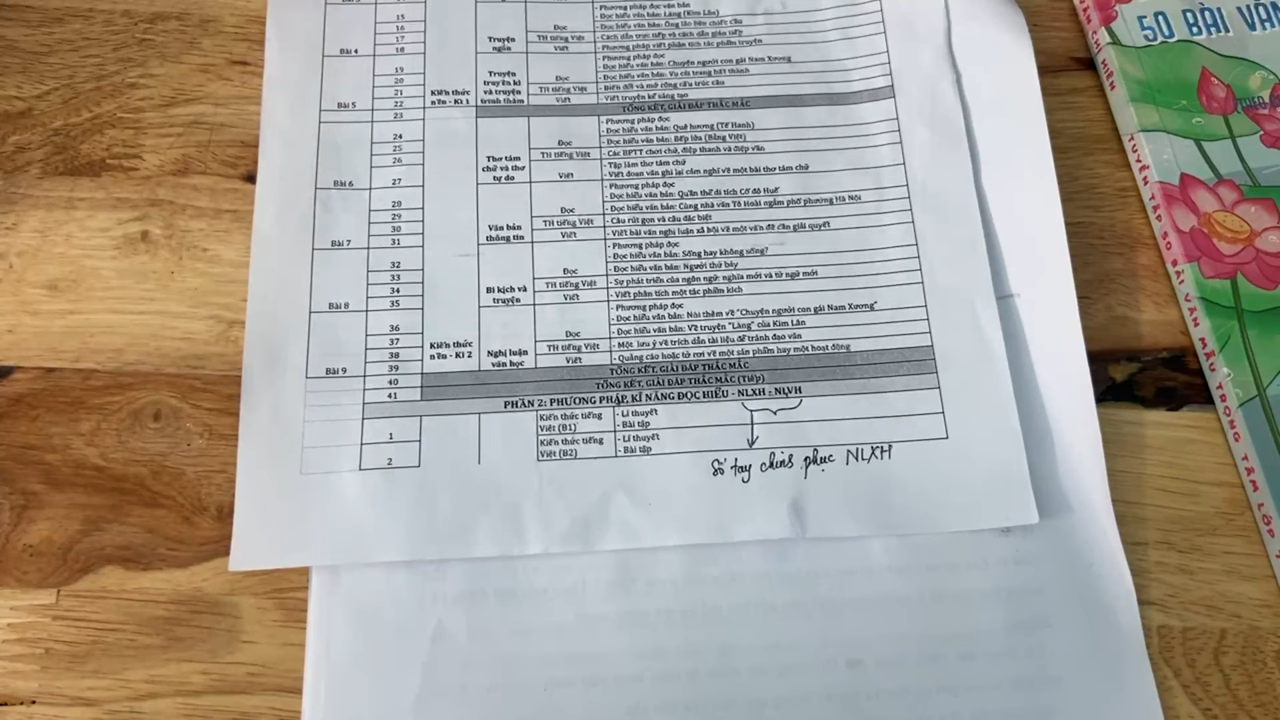 - Phương pháp đọc văn bản
15
- Đọc hiểu văn bản: Làng (Kim Lân)
16
Đọc
- Đọc hiểu văn bản: Ông lão bên chiếc cầu
17
Truyện ngắn
TH tiếng Việt
- Cách dẫn trực tiếp và cách dẫn gián tiếp
Bài 4
18
Viết
- Phương pháp viết phân tích tác phẩm truyện
- Phương pháp đọc
19
- Đọc hiểu văn bản: Chuyện người con gái Nam Xương
20
Truyện truyền kì và truyện trinh thám
Đọc
- Đọc hiểu văn bản: Vụ cải trang bất thành
21
Kiến thức nền - Kì 1
TH tiếng Việt
- Biến đổi và mở rộng cấu trúc câu
Bài 5
22
Viết
- Viết truyện kể sáng tạo
23
TỔNG KẾT, GIẢI ĐÁP THẮC MẮC
- Phương pháp đọc
24
- Đọc hiểu văn bản: Quê hương (Tế Hanh)
25
Đọc
- Đọc hiểu văn bản: Bếp lửa (Bằng Việt)
26
Thơ tám chữ và thơ tự do
TH tiếng Việt
- Các BPTT chơi chữ, điệp thanh và điệp vần
- Tập làm thơ tám chữ
Bài 6
27
Viết
- Viết đoạn văn ghi lại cảm nghĩ về một bài thơ tám chữ
- Phương pháp đọc
28
- Đọc hiểu văn bản: Quần thể di tích Cố đô Huế
29
Đọc
- Đọc hiểu văn bản: Cùng nhà văn Tô Hoài ngắm phố phường Hà Nội
30
Văn bản thông tin
TH tiếng Việt
- Câu rút gọn và câu đặc biệt
Bài 7
31
Viết
- Viết bài văn nghị luận xã hội về một vấn đề cần giải quyết
- Phương pháp đọc
32
- Đọc hiểu văn bản: Sống hay không sống?
33
Đọc
- Đọc hiểu văn bản: Người thứ bảy
34
Bi kịch và truyện
TH tiếng Việt
- Sự phát triển của ngôn ngữ: nghĩa mới và từ ngữ mới
Bài 8
35
Viết
- Viết phân tích một tác phẩm kịch
- Phương pháp đọc
36
- Đọc hiểu văn bản: Nói thêm về "Chuyện người con gái Nam Xương"
37
Đọc
- Đọc hiểu văn bản: Về truyện "Làng" của Kim Lân
38
Kiến thức nền - Kì 2
Nghị luận văn học
TH tiếng Việt
- Một lưu ý về trích dẫn tài liệu để tránh đạo văn
Bài 9
39
Viết
- Quảng cáo hoặc tờ rơi về một sản phẩm hay một hoạt động
40
TỔNG KẾT, GIẢI ĐÁP THẮC MẮC
41
TỔNG KẾT, GIẢI ĐÁP THẮC MẮC (Tiếp)
PHẦN 2: PHƯƠNG PHÁP, KĨ NĂNG ĐỌC HIỂU - NLXH - NLVH
1
Kiến thức tiếng Việt (B1)
- Lí thuyết
- Bài tập
2
Kiến thức tiếng Việt (B2)
- Lí thuyết
- Bài tập
Sổ tay chinh phục NLXH
50 BÀI VĂN
THEO
CHI HIÊN
TUYỂN TẬP 50 BÀI VĂN MẪU TRỌNG TÂM LỚP